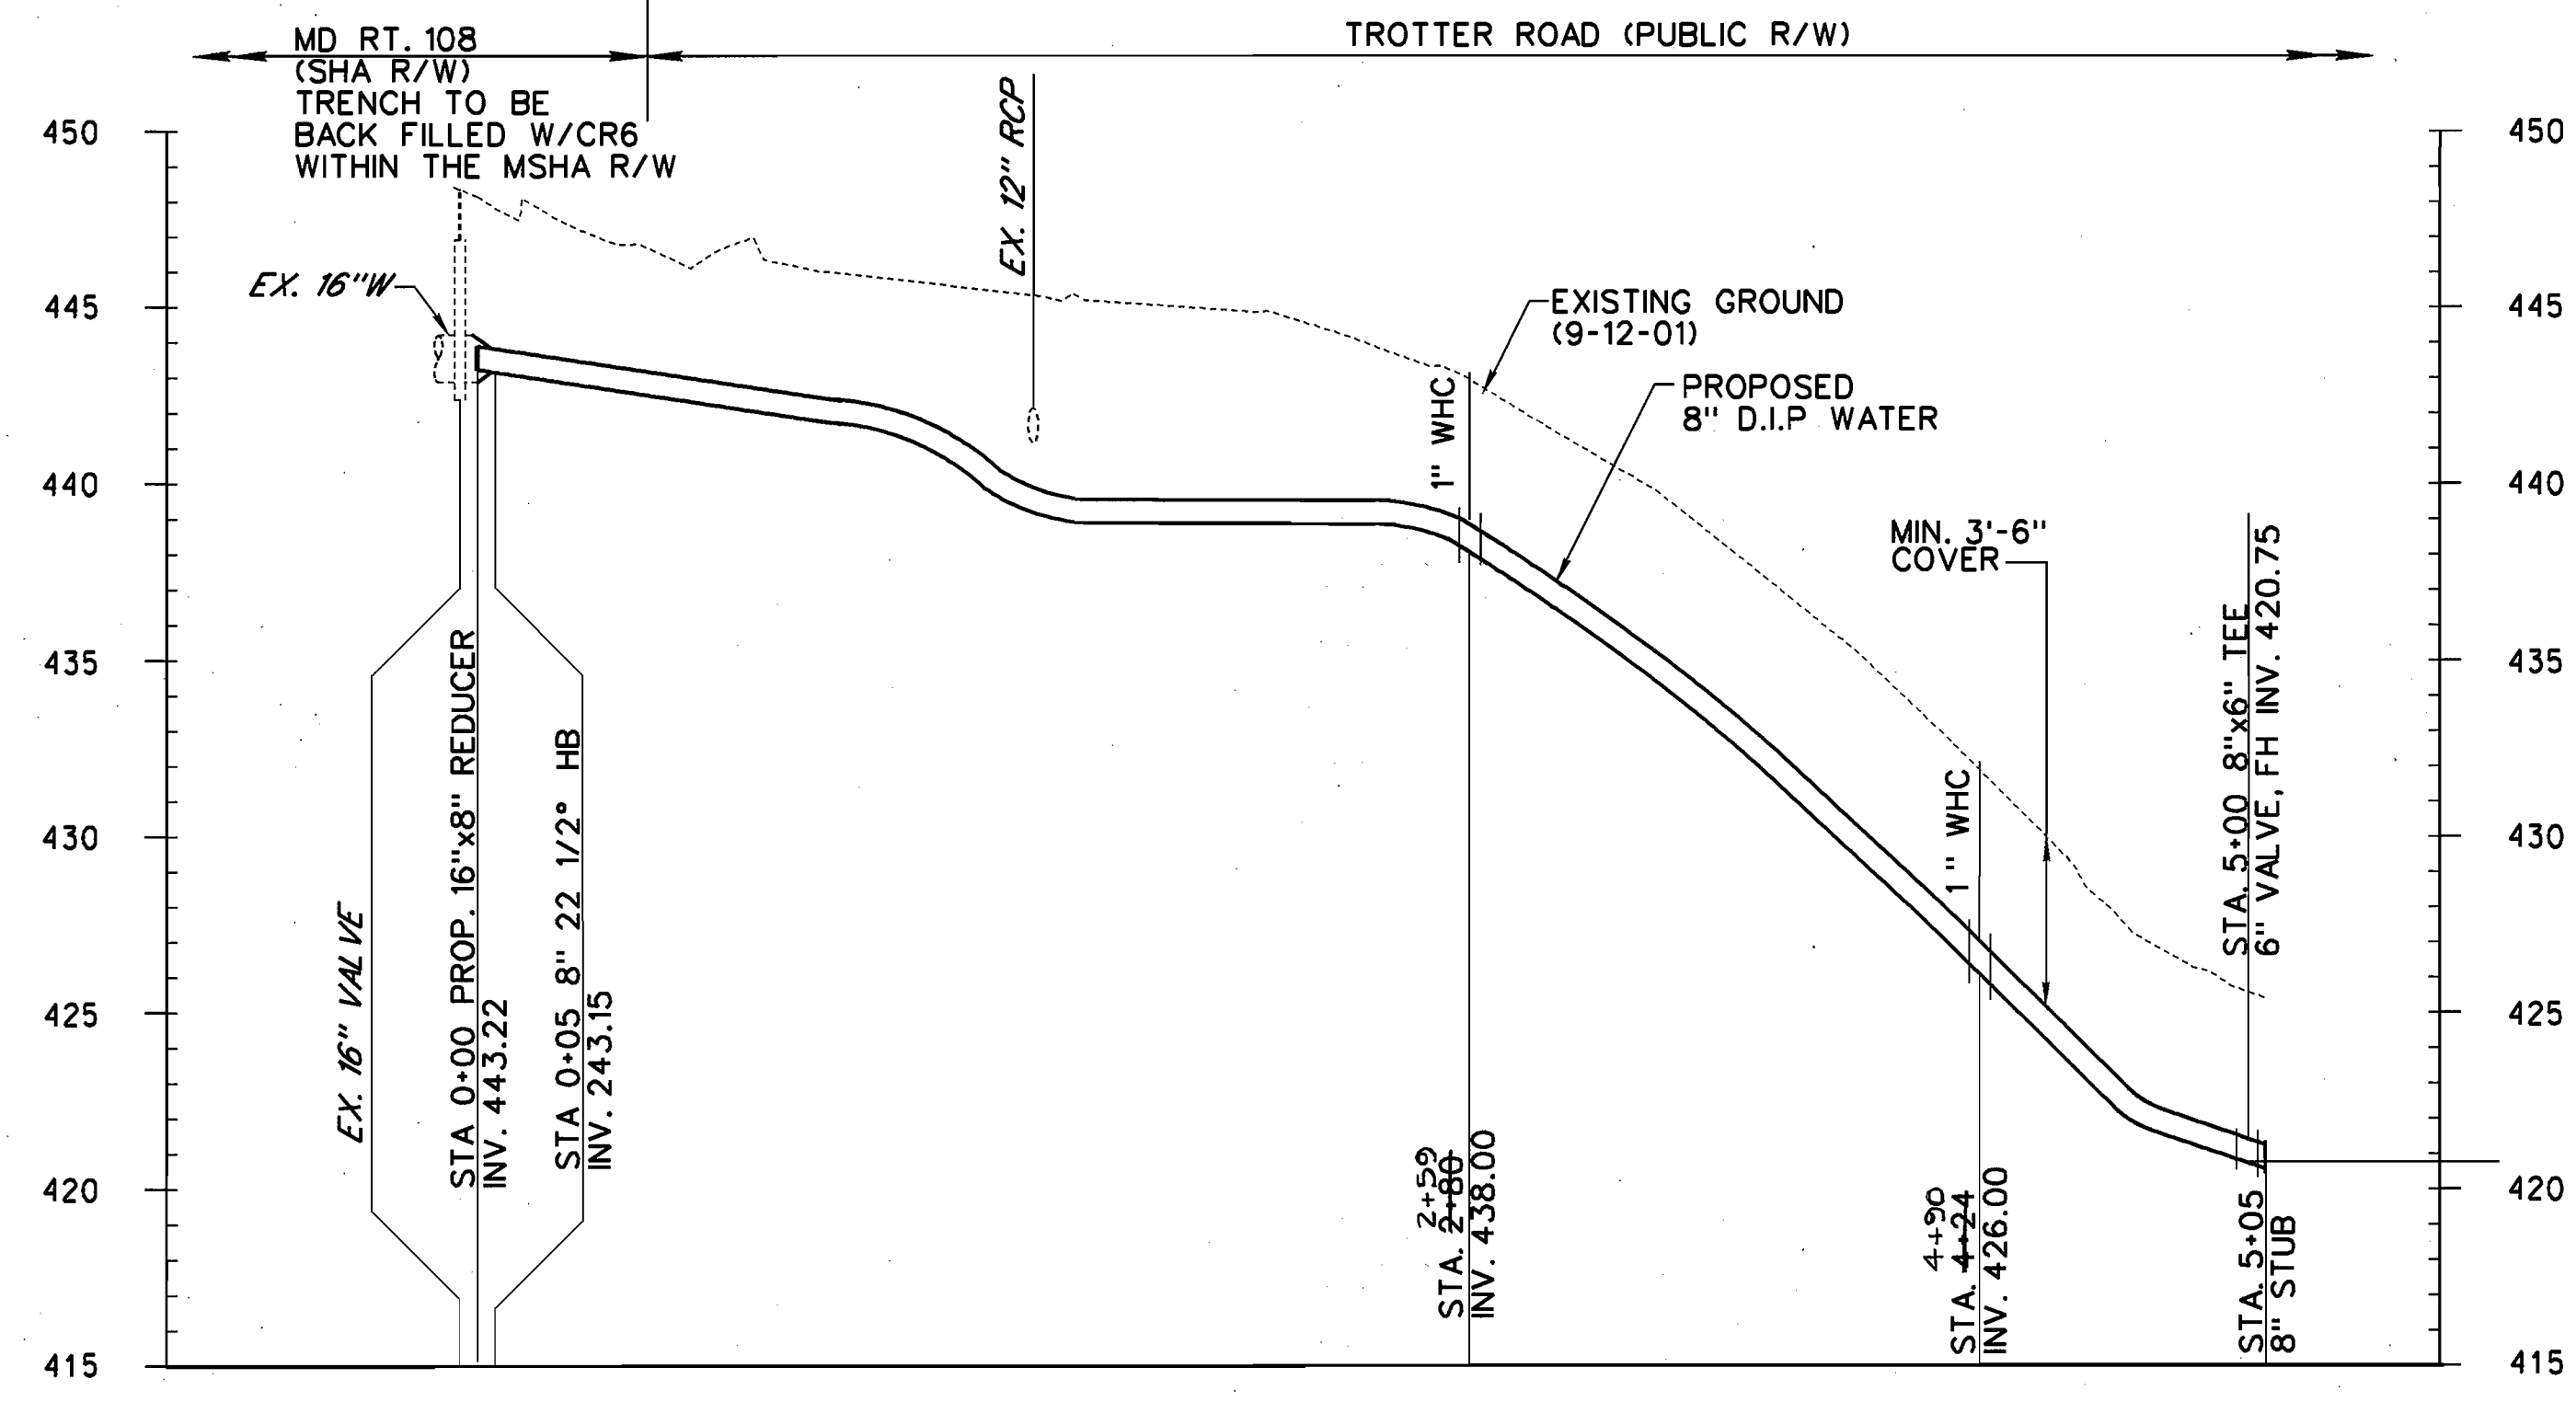 TROTTER ROAD (PUBLIC R/W)
MD RT. 108
(SHA R/W)
TRENCH TO BE
BACK FILLED W/CR6
WITHIN THE MSHA R/W
450
445
440
435
430
425
420
415
450
445
440
435
430
425
420
415
EX. 16"W
EX. 12" RCP
EXISTING GROUND
(9-12-01)
PROPOSED
8" D.I.P WATER
1" WHC
MIN. 3'-6"
COVER
1" WHC
STA. 5+00 8"x6" TEE
6" VALVE, FH INV. 420.75
EX. 16" VALVE
STA 0+00 PROP. 16"x8" REDUCER
INV. 443.22
STA 0+05 8" 22 1/2° HB
INV. 243.15
2+59
STA. 2+80
INV. 438.00
4+90
STA. 4+24
INV. 426.00
STA. 5+05
8" STUB